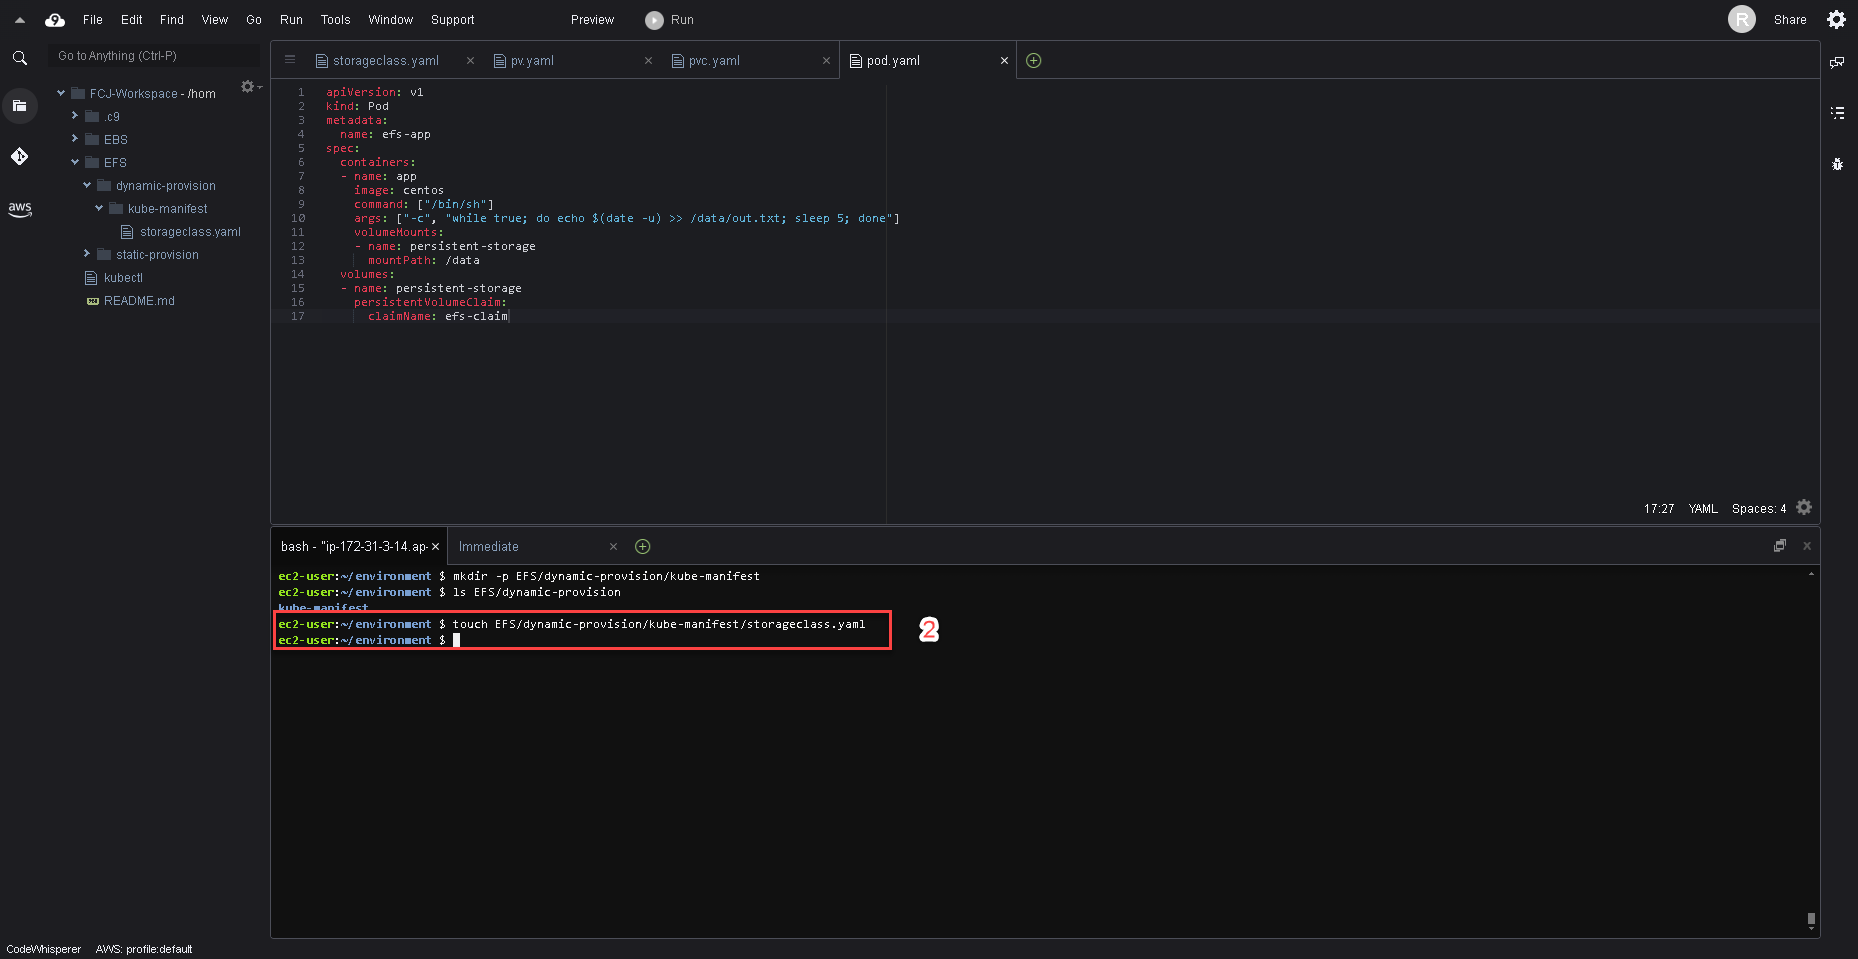 File Edit Find View Go Run Tools Window Support Preview Run R Share
Go to Anything (Ctrl-P)
storageclass.yaml
pv.yaml
pvc.yaml
pod.yaml
FCJ-Workspace - /hom
.c9
EBS
EFS
dynamic-provision
kube-manifest
storageclass.yaml
static-provision
kubectl
README.md
aws
1 apiVersion: v1
2 kind: Pod
3 metadata:
4 name: efs-app
5 spec:
6 containers:
7 - name: app
8 image: centos
9 command: ["/bin/sh"]
10 args: ["-c", "while true; do echo $(date -u) >> /data/out.txt; sleep 5; done"]
11 volumeMounts:
12 - name: persistent-storage
13 mountPath: /data
14 volumes:
15 - name: persistent-storage
16 persistentVolumeClaim:
17 claimName: efs-claim
17:27 YAML Spaces: 4
bash - "ip-172-31-3-14.ap-
Immediate
ec2-user:~/environment $ mkdir -p EFS/dynamic-provision/kube-manifest
ec2-user:~/environment $ ls EFS/dynamic-provision
kube-manifest
ec2-user:~/environment $ touch EFS/dynamic-provision/kube-manifest/storageclass.yaml
ec2-user:~/environment $
2
CodeWhisperer AWS: profile:default